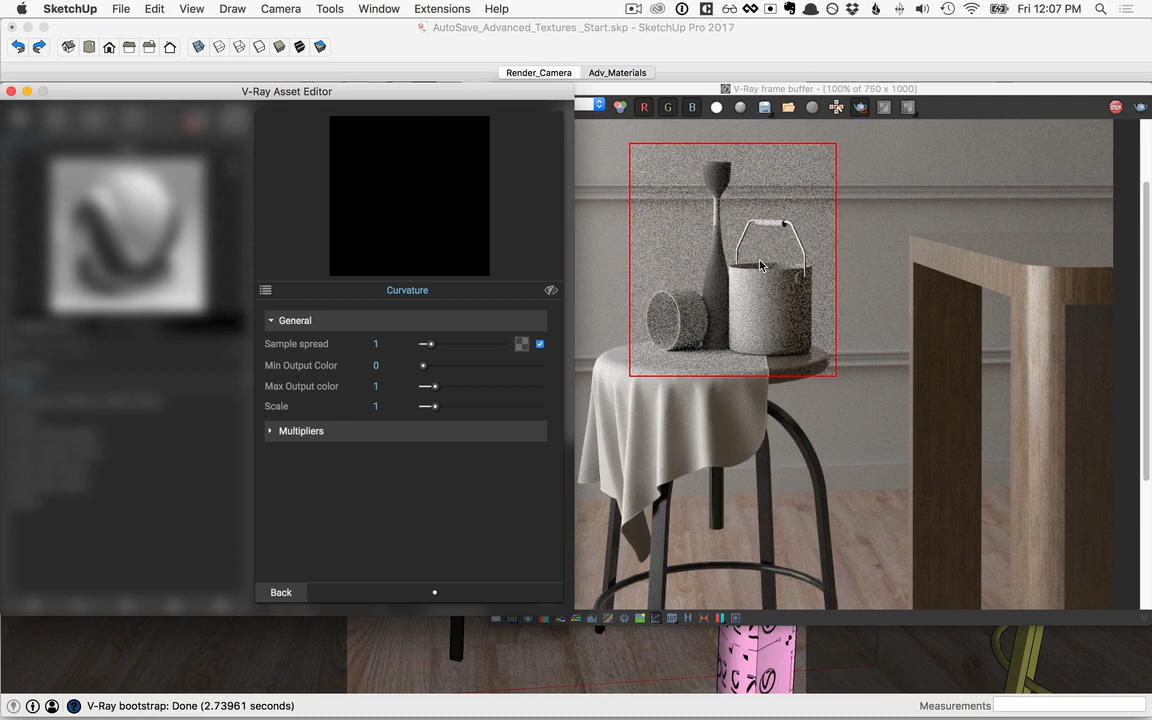 SketchUp File Edit View Draw Camera Tools Window Extensions Help Fri 12:07 PM
AutoSave_Advanced_Textures _Start.skp - SketchUp Pro 2017
Render_Camera Adv_Materials
V-Ray Asset Editor
V-Ray frame buffer - [100% of 750 x 1000]
R G B
STOP
Curvature
General
Sample spread 1
Min Output Color 0
Max Output color 1
Scale 1
Multipliers
Back
H
V-Ray bootstrap: Done (2.73961 seconds)
Measurements